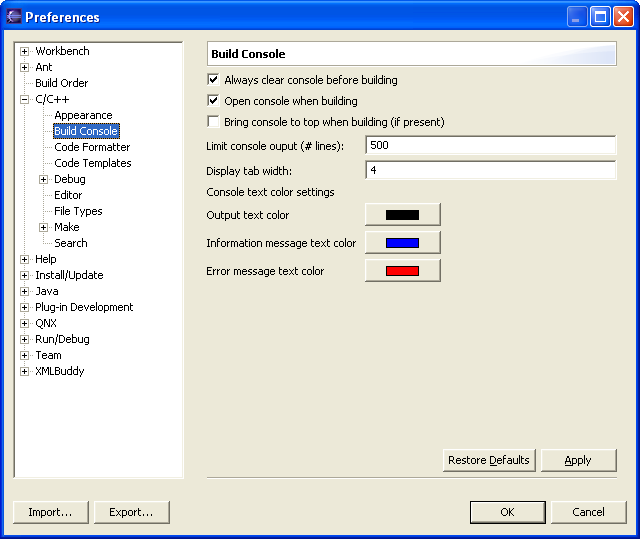 Preferences
Workbench
Ant
Build Order
C/C++
Appearance
Build Console
Code Formatter
Code Templates
Debug
Editor
File Types
Make
Search
Help
Install/Update
Java
Plug-in Development
QNX
Run/Debug
Team
XMLBuddy
Build Console
Always clear console before building
Open console when building
Bring console to top when building (if present)
Limit console ouput (# lines): 500
Display tab width: 4
Console text color settings
Output text color
Information message text color
Error message text color
Restore Defaults Apply
Import... Export... OK Cancel